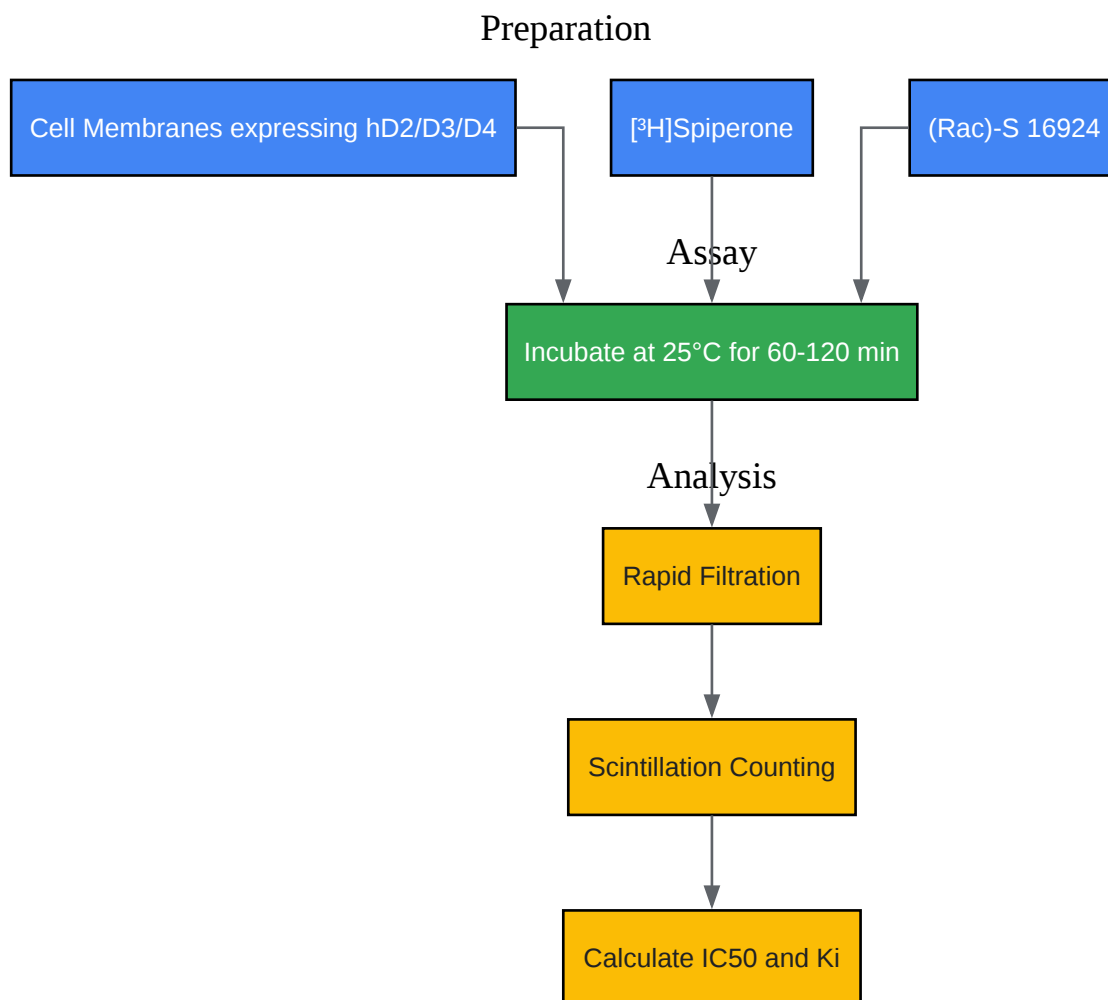 Preparation
Cell Membranes expressing hD2/D3/D4
[³H]Spiperone
(Rac)-S 16924
Assay
Incubate at 25°C for 60-120 min
Analysis
Rapid Filtration
Scintillation Counting
Calculate IC50 and Ki